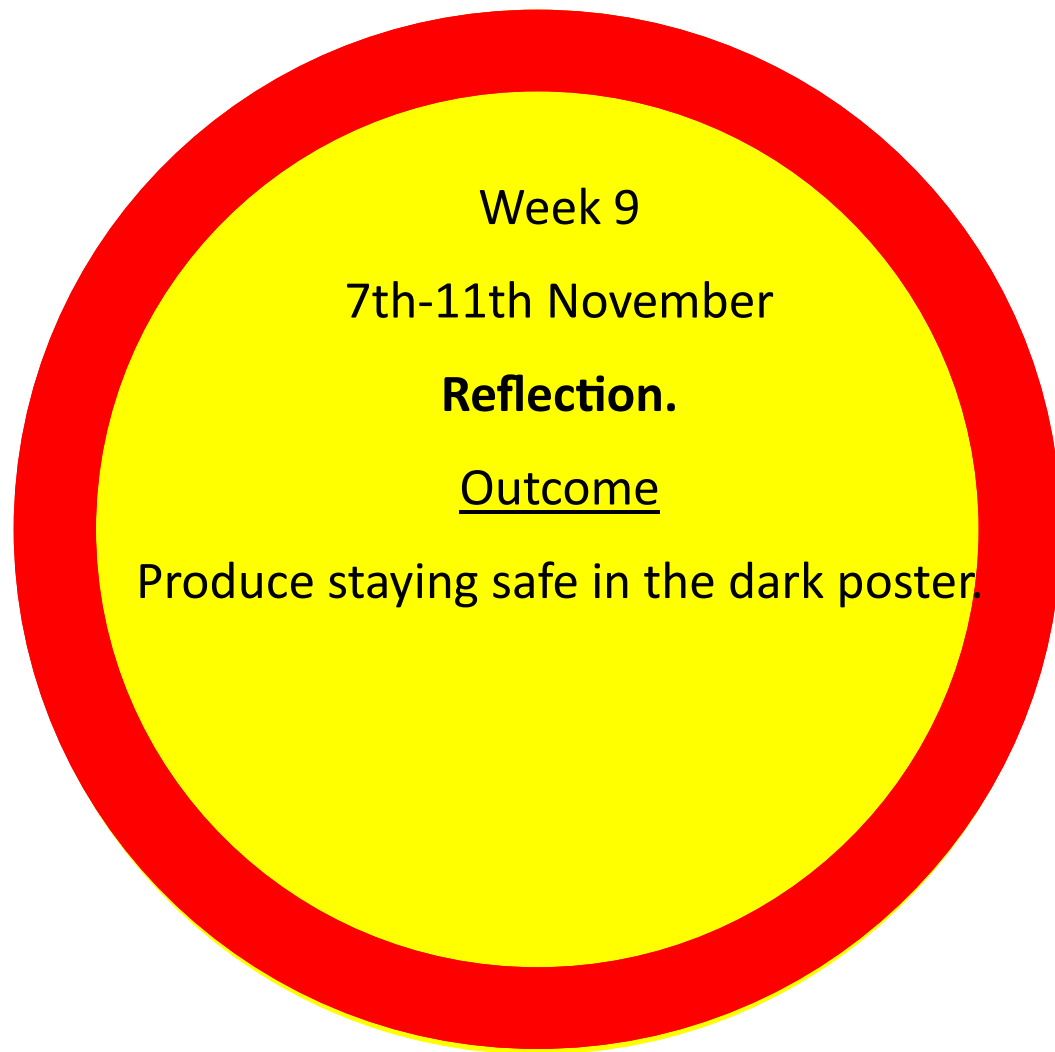 Week 9
7th-11th November
Reflection.
Outcome
Produce staying safe in the dark poster.